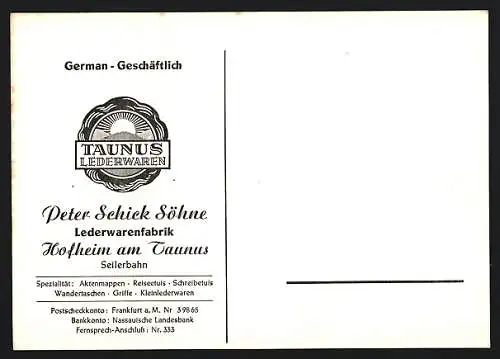 German - Geschäftlich
TAUNUS
LEDERWAREN
Peter Schick Söhne
Lederwarenfabrik
Hofheim am Taunus
Seilerbahn
Spezialität: Aktenmappen - Reiseetuis - Schreibetuis
Wandertaschen - Griffe - Kleinlederwaren
Postscheckkonto: Frankfurt a. M. Nr 39865
Bankkonto: Nassauische Landesbank
Fernsprech-Anschluß: Nr. 333